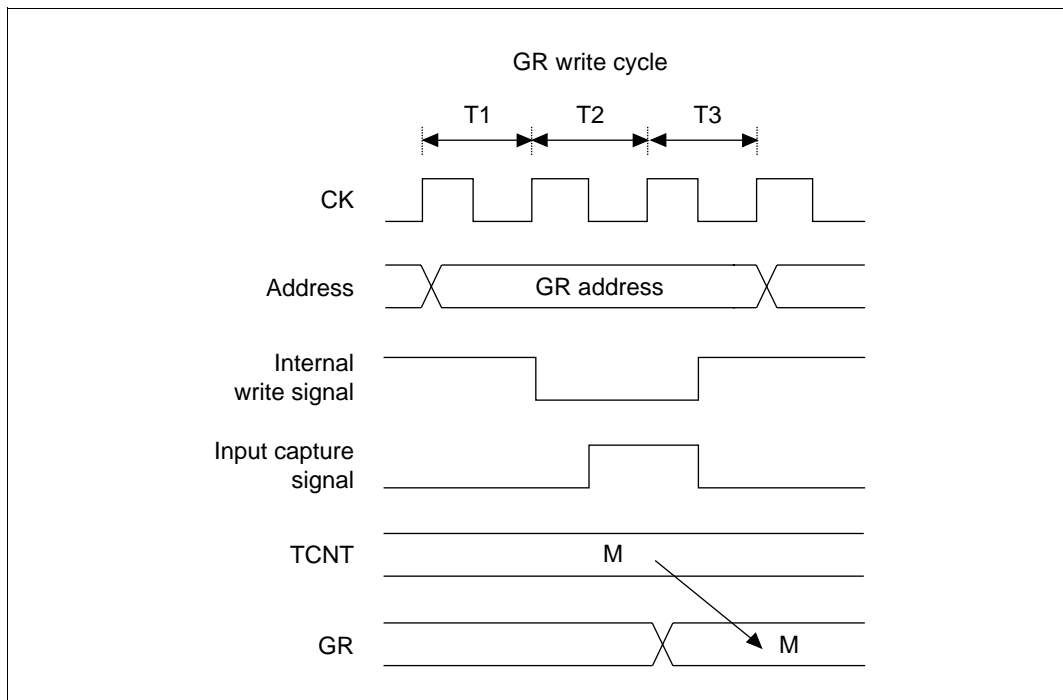 GR write cycle
T1 T2 T3
CK
Address
GR address
Internal
write signal
Input capture
signal
TCNT
M
GR
M